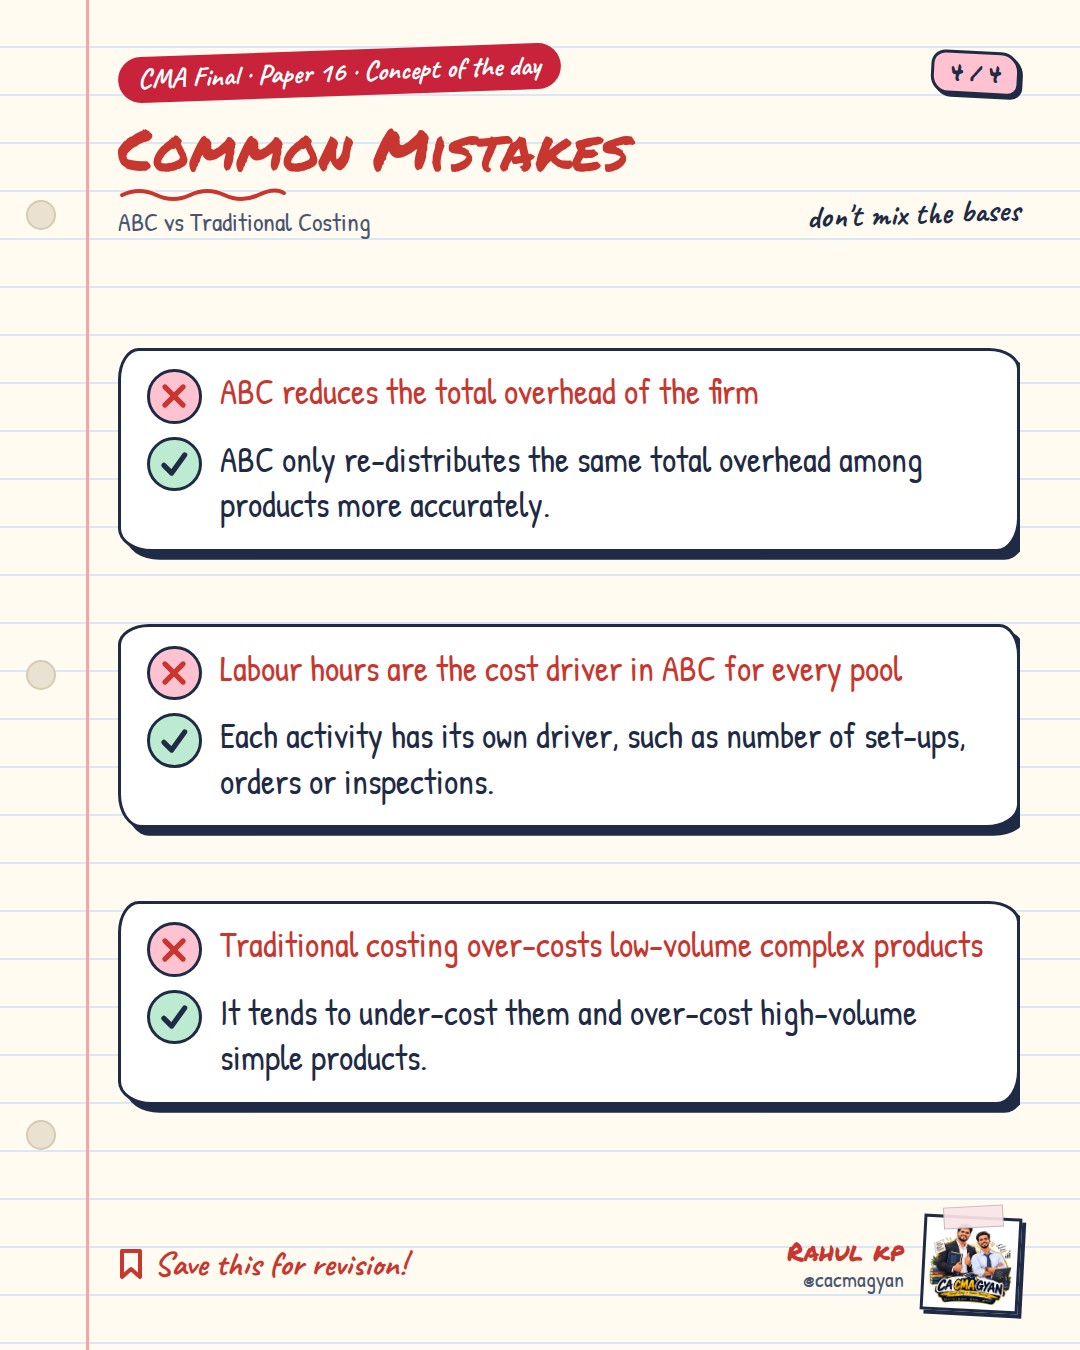 CMA Final · Paper 16 · Concept of the day
4 / 4
Common Mistakes
ABC vs Traditional Costing
don't mix the bases
ABC reduces the total overhead of the firm
ABC only re-distributes the same total overhead among
products more accurately.
Labour hours are the cost driver in ABC for every pool
Each activity has its own driver, such as number of set-ups,
orders or inspections.
Traditional costing over-costs low-volume complex products
It tends to under-cost them and over-cost high-volume
simple products.
Save this for revision!
Rahul KP
@cacmagyan
CA CMA GYAN